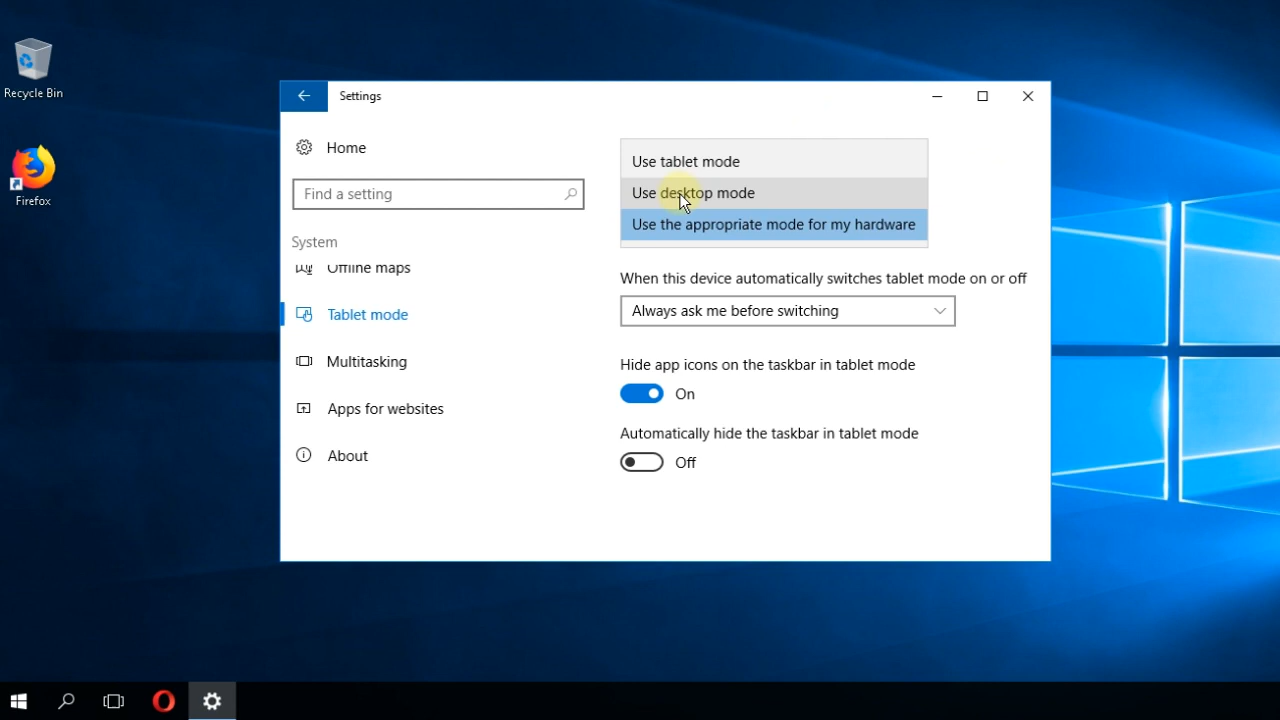 Recycle Bin
Firefox
Settings
Home
Find a setting
System
Offline maps
Tablet mode
Multitasking
Apps for websites
About
Use tablet mode
Use desktop mode
Use the appropriate mode for my hardware
When this device automatically switches tablet mode on or off
Always ask me before switching
Hide app icons on the taskbar in tablet mode
On
Automatically hide the taskbar in tablet mode
Off